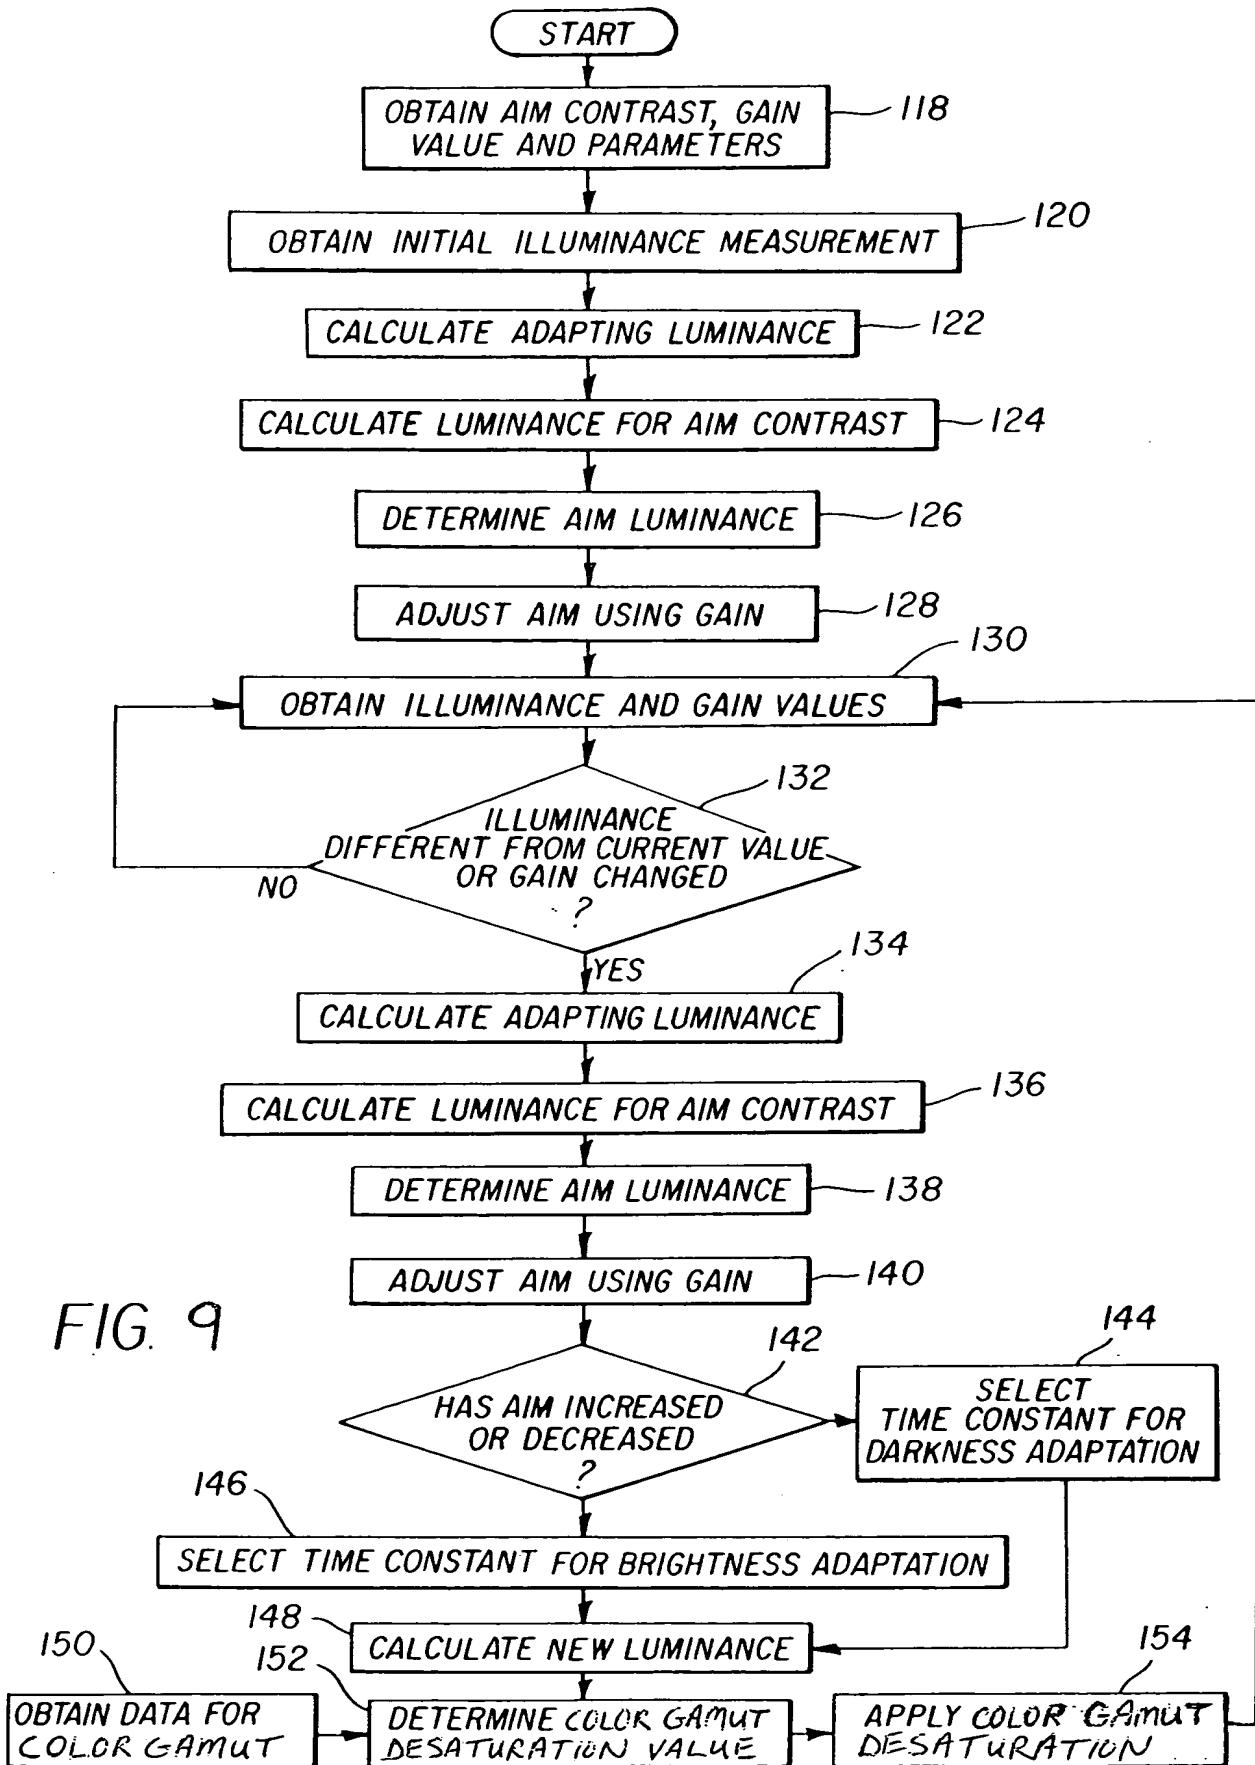 START
OBTAIN AIM CONTRAST, GAIN
VALUE AND PARAMETERS
118
OBTAIN INITIAL ILLUMINANCE MEASUREMENT
120
CALCULATE ADAPTING LUMINANCE
122
CALCULATE LUMINANCE FOR AIM CONTRAST
124
DETERMINE AIM LUMINANCE
126
ADJUST AIM USING GAIN
128
130
OBTAIN ILLUMINANCE AND GAIN VALUES
132
ILLUMINANCE
DIFFERENT FROM CURRENT VALUE
OR GAIN CHANGED
?
NO
YES
134
CALCULATE ADAPTING LUMINANCE
136
CALCULATE LUMINANCE FOR AIM CONTRAST
DETERMINE AIM LUMINANCE
138
ADJUST AIM USING GAIN
140
FIG. 9
142
HAS AIM INCREASED
OR DECREASED
?
144
SELECT
TIME CONSTANT FOR
DARKNESS ADAPTATION
146
SELECT TIME CONSTANT FOR BRIGHTNESS ADAPTATION
148
CALCULATE NEW LUMINANCE
150
OBTAIN DATA FOR
COLOR GAMUT
152
DETERMINE COLOR GAMUT
DESATURATION VALUE
154
APPLY COLOR GAMUT
DESATURATION